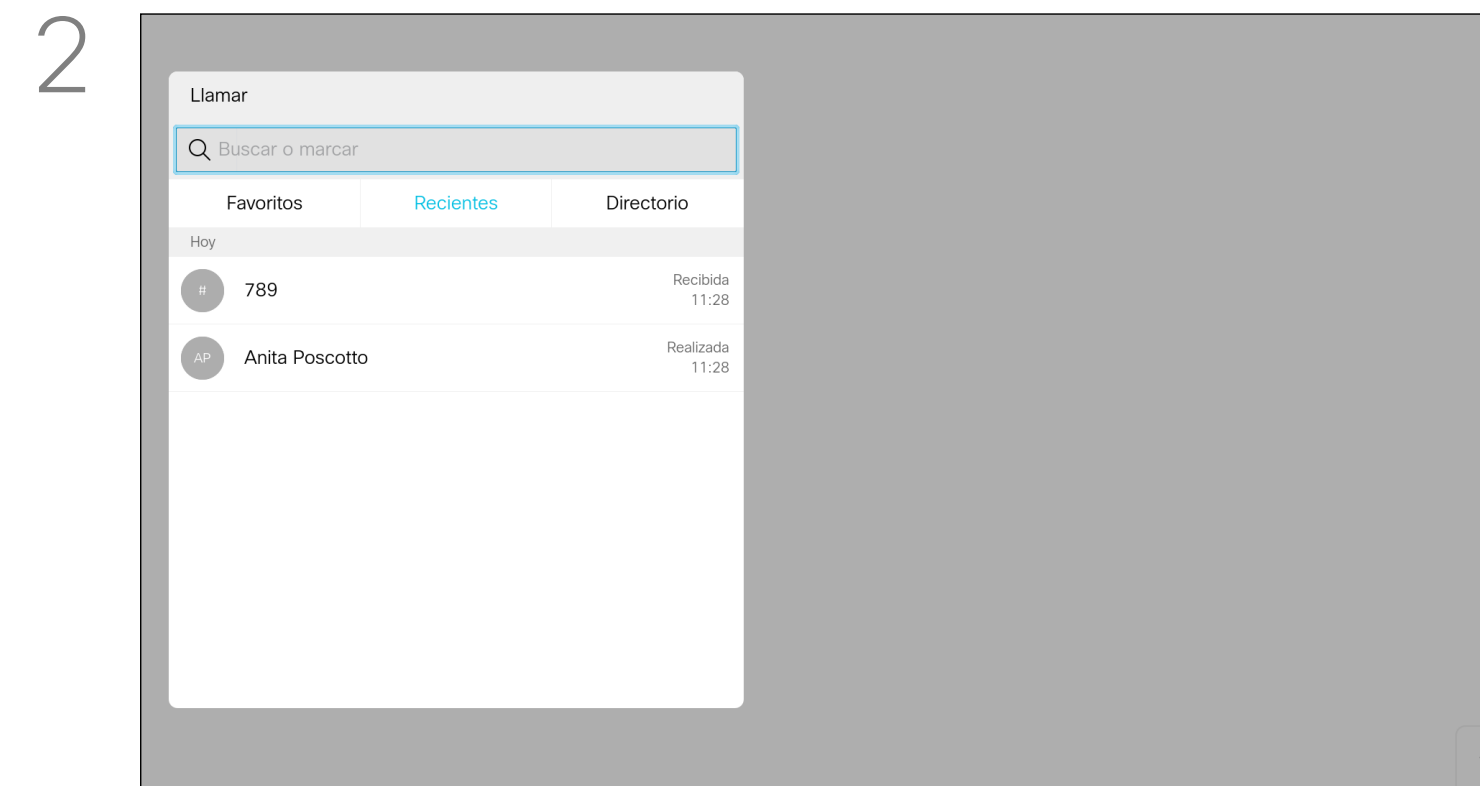 2
Llamar
Buscar o marcar
Favoritos Recientes Directorio
Hoy
# 789 Recibida
11:28
AP Anita Poscotto Realizada
11:28